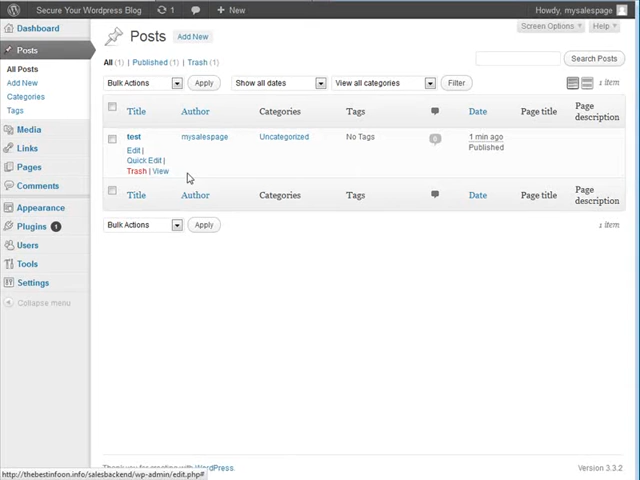 Secure Your Wordpress Blog 1 + New Howdy, mysalespage
Dashboard
Posts
All Posts
Add New
Categories
Tags
Media
Links
Pages
Comments
Appearance
Plugins 1
Users
Tools
Settings
Collapse menu
Screen Options Help
Posts Add New
All (1) | Published (1) | Trash (1)
Search Posts
Bulk Actions Apply Show all dates View all categories Filter 1 item
Title Author Categories Tags Date Page title Page description
test mysalespage Uncategorized No Tags 0 1 min ago
Published
Edit |
Quick Edit |
Trash | View
Title Author Categories Tags Date Page title Page description
Bulk Actions Apply 1 item
Thank you for creating with WordPress. Version 3.3.2
http://thebestinfoon.info/salesbackend/wp-admin/edit.php#